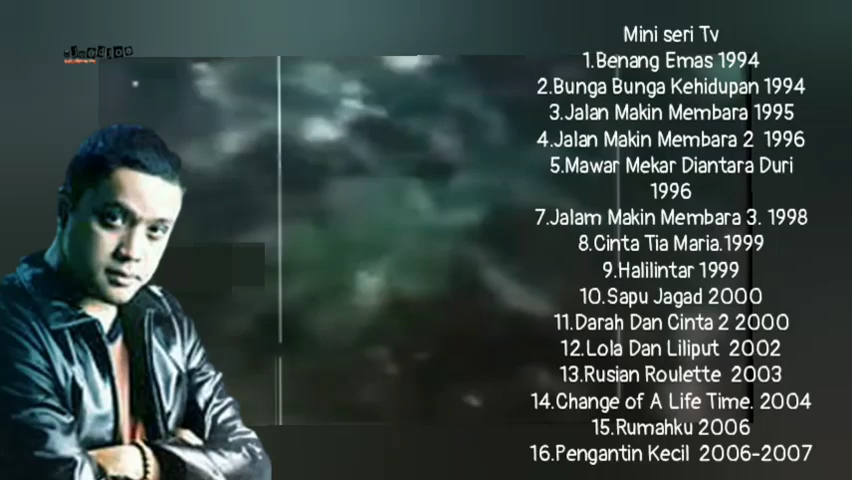 Mini seri Tv
1.Benang Emas 1994
2.Bunga Bunga Kehidupan 1994
3.Jalan Makin Membara 1995
4.Jalan Makin Membara 2 1996
5.Mawar Mekar Diantara Duri
1996
7.Jalam Makin Membara 3. 1998
8.Cinta Tia Maria.1999
9.Halilintar 1999
10.Sapu Jagad 2000
11.Darah Dan Cinta 2 2000
12.Lola Dan Liliput 2002
13.Rusian Roulette 2003
14.Change of A Life Time. 2004
15.Rumahku 2006
16.Pengantin Kecil 2006-2007